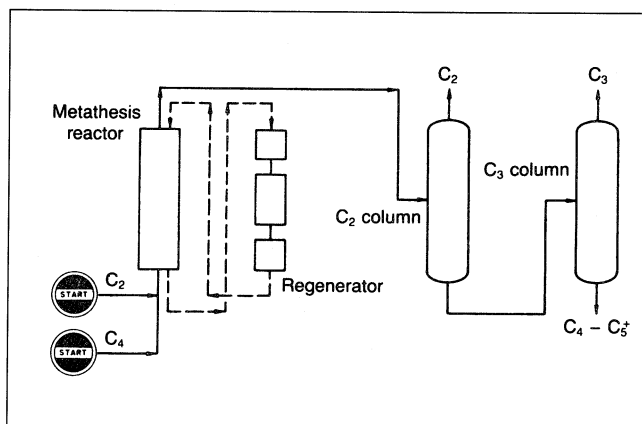 C₂
C₃
Metathesis
reactor
C₃ column
C₂ column
Regenerator
C₂
START
C₄
START
C₄ – C₅⁺